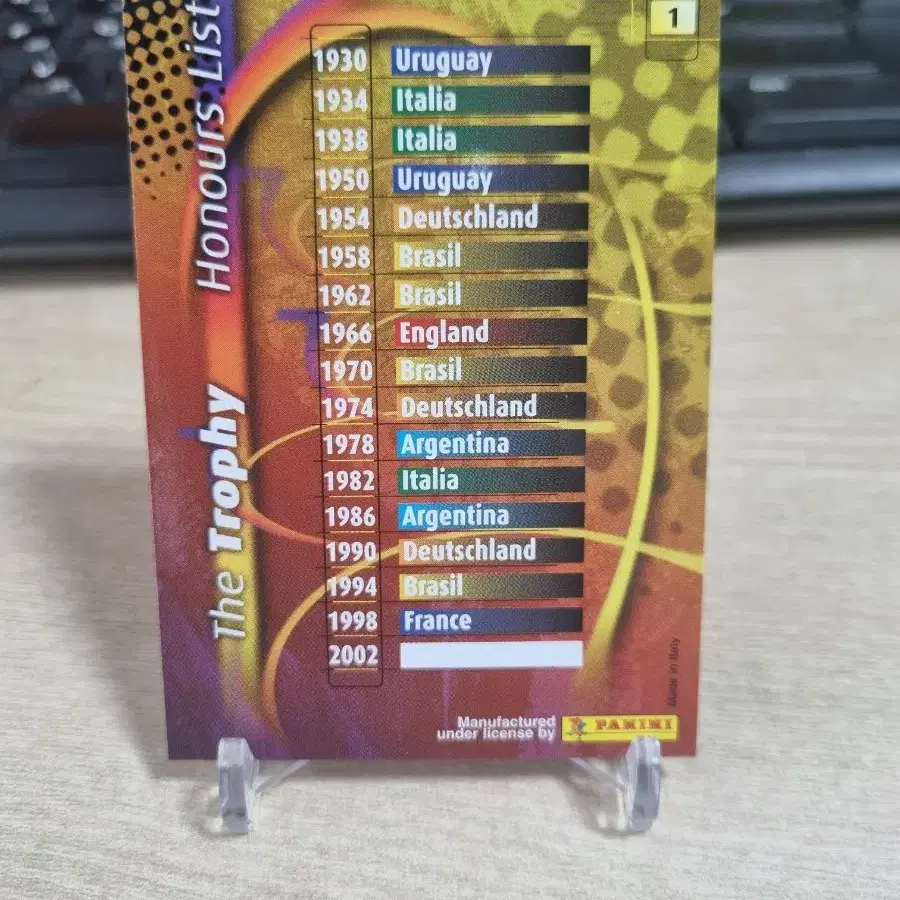 1
The Trophy Honours List
1930 Uruguay
1934 Italia
1938 Italia
1950 Uruguay
1954 Deutschland
1958 Brasil
1962 Brasil
1966 England
1970 Brasil
1974 Deutschland
1978 Argentina
1982 Italia
1986 Argentina
1990 Deutschland
1994 Brasil
1998 France
2002
Made in Italy
Manufactured
under license by
PANINI